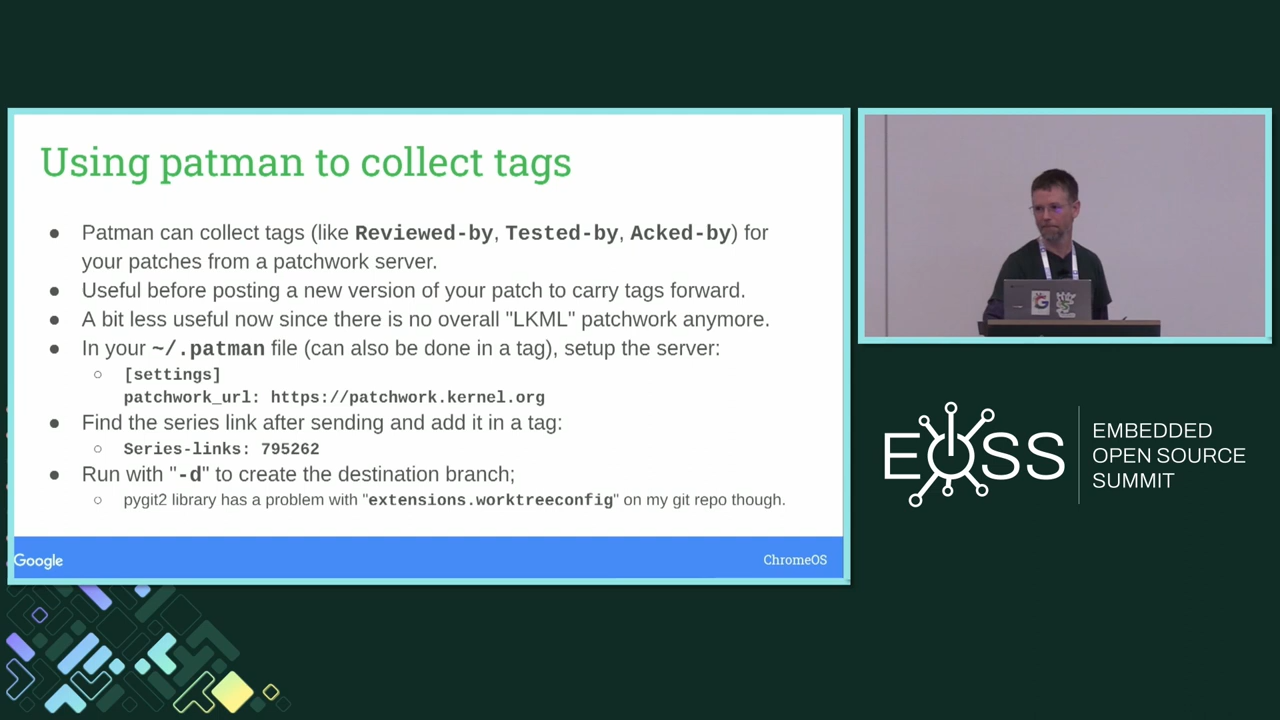 Using patman to collect tags
● Patman can collect tags (like Reviewed-by, Tested-by, Acked-by) for
your patches from a patchwork server.
● Useful before posting a new version of your patch to carry tags forward.
● A bit less useful now since there is no overall "LKML" patchwork anymore.
● In your ~/.patman file (can also be done in a tag), setup the server:
○ [settings]
patchwork_url: https://patchwork.kernel.org
● Find the series link after sending and add it in a tag:
○ Series-links: 795262
● Run with "-d" to create the destination branch;
○ pygit2 library has a problem with "extensions.worktreeconfig" on my git repo though.
Google
ChromeOS
EOSS
EMBEDDED
OPEN SOURCE
SUMMIT